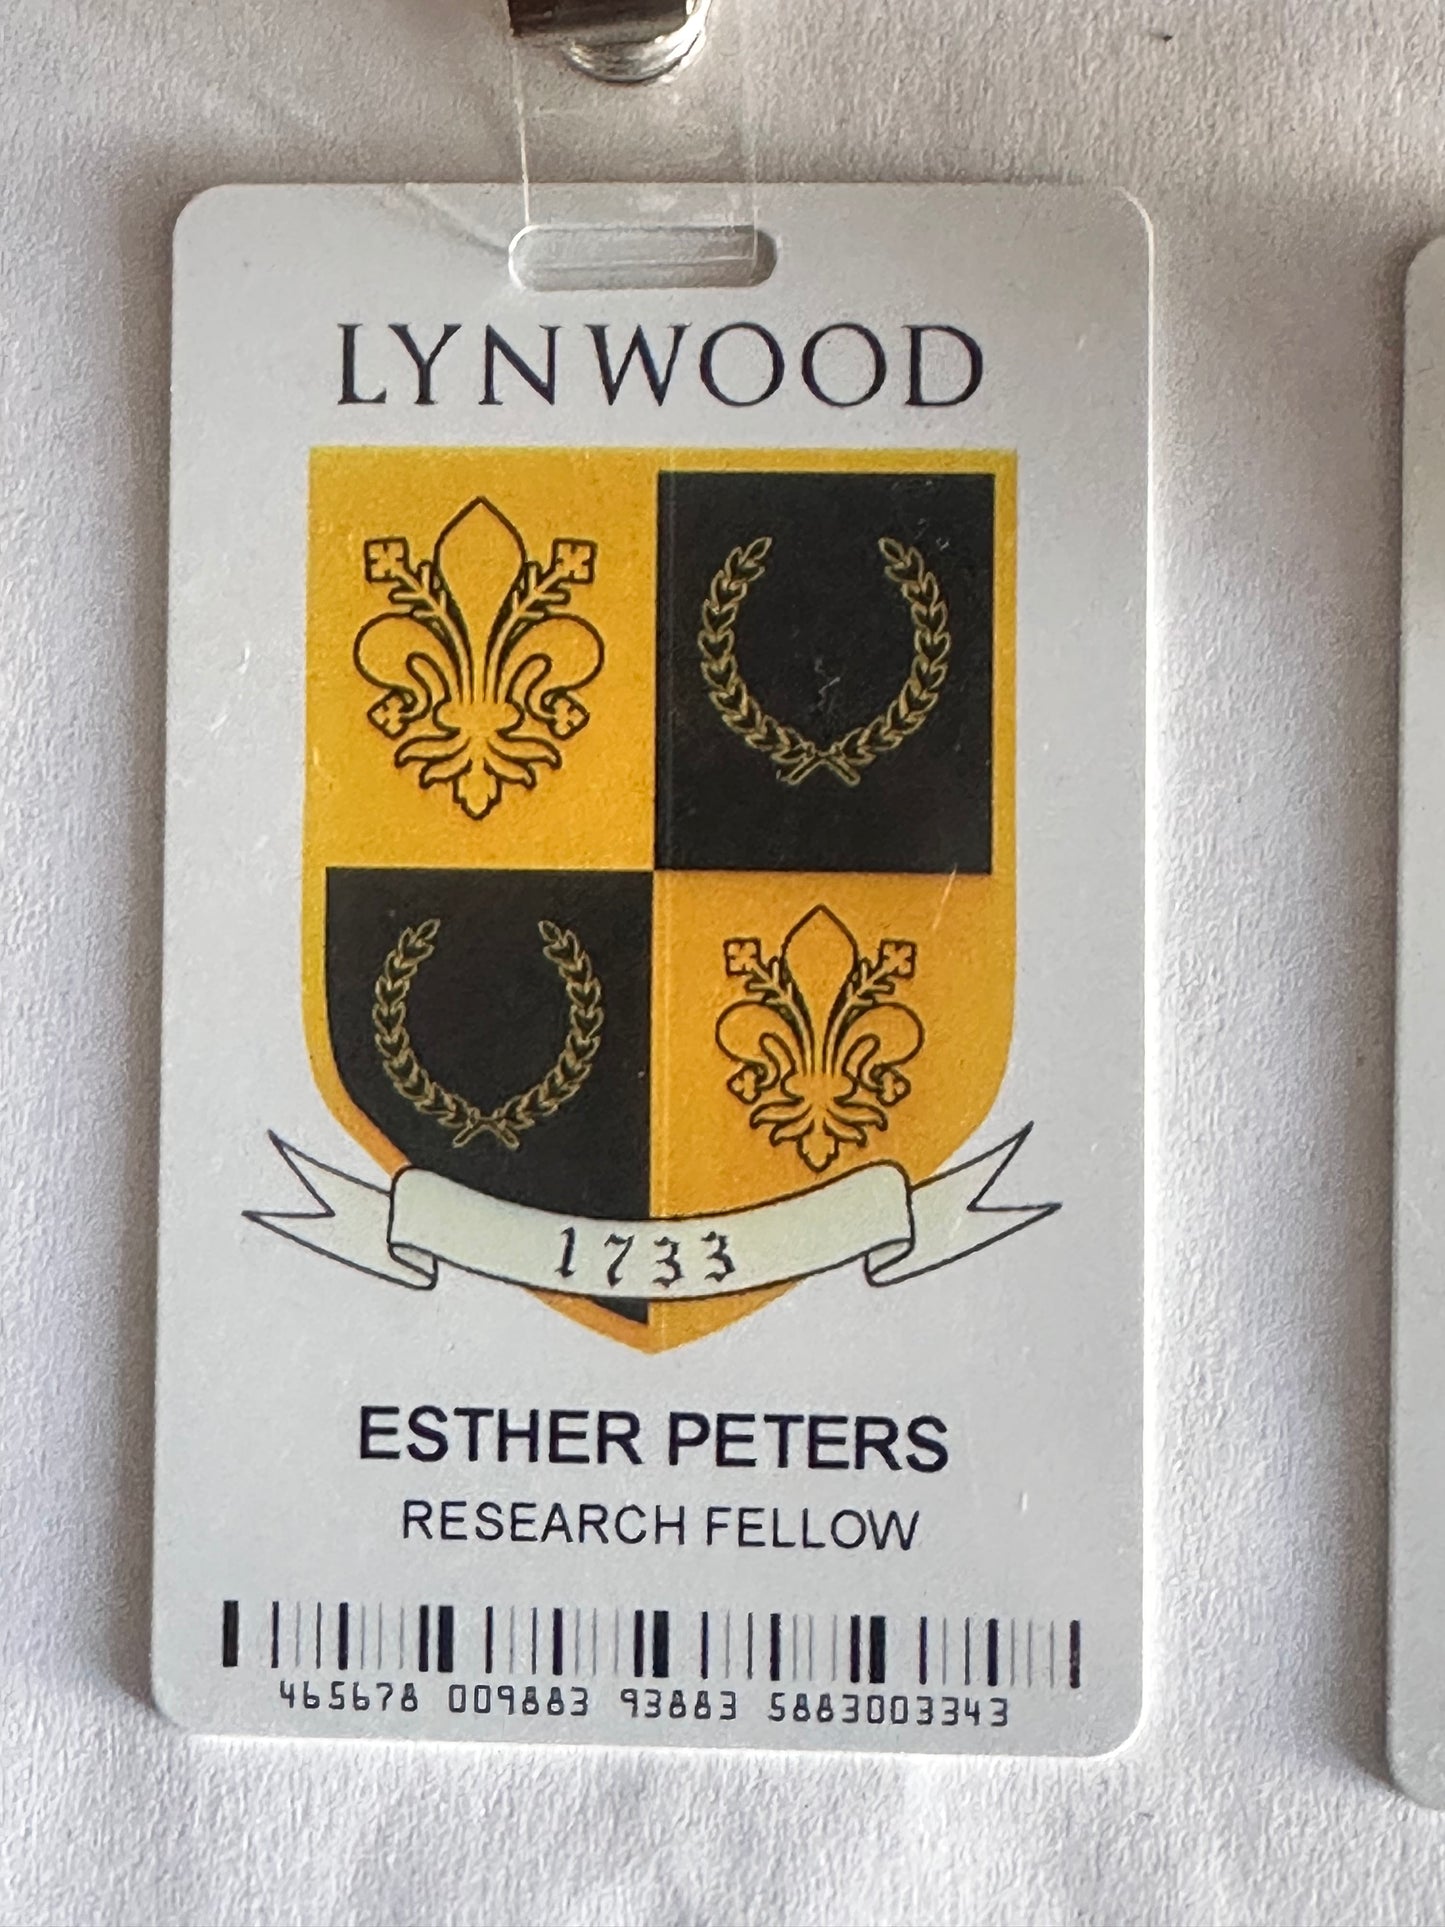 LYNWOOD
1733
ESTHER PETERS
RESEARCH FELLOW
465678 009883 93883 5883003343